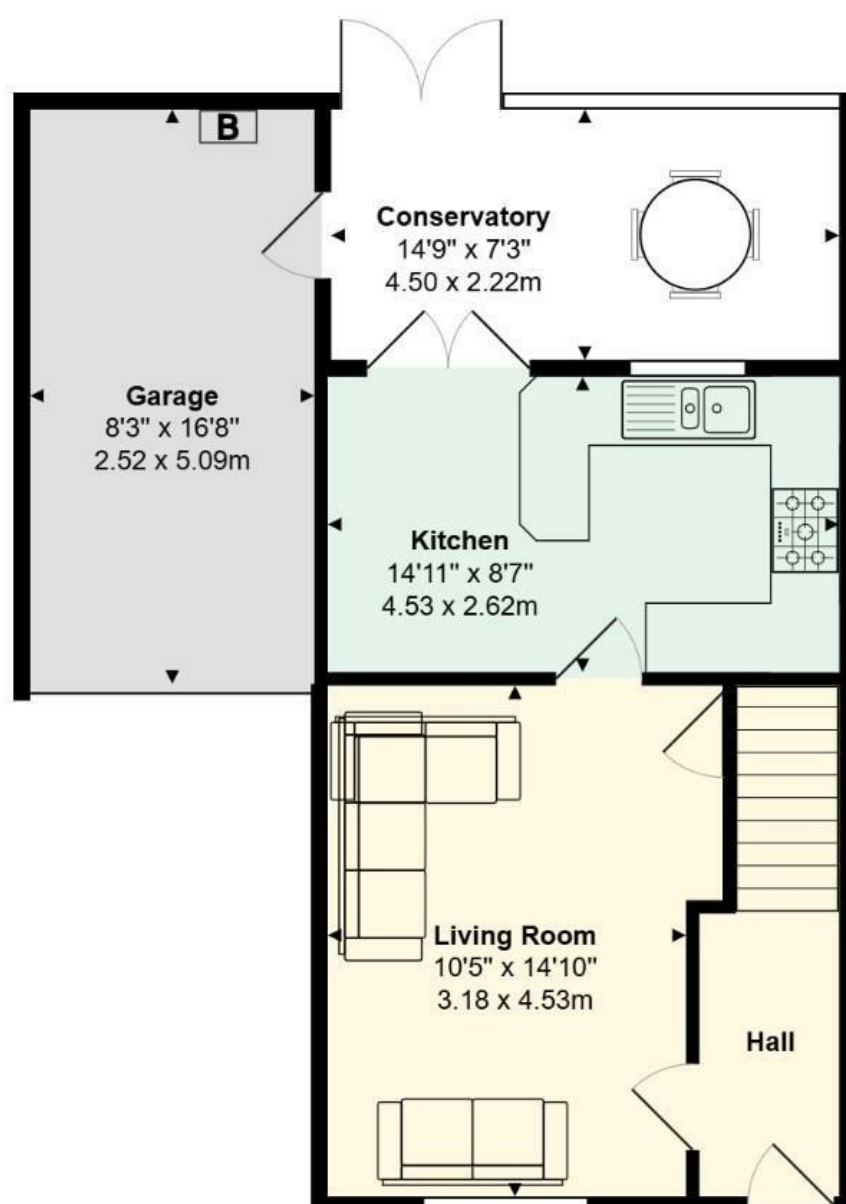 B
Conservatory
14'9" x 7'3"
4.50 x 2.22m
Garage
8'3" x 16'8"
2.52 x 5.09m
Kitchen
14'11" x 8'7"
4.53 x 2.62m
Living Room
10'5" x 14'10"
3.18 x 4.53m
Hall